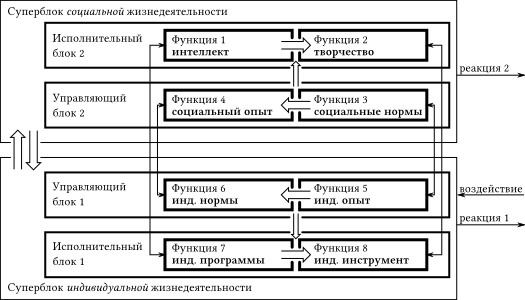 Суперблок социальной жизнедеятельности
Исполнительный
блок 2
Функция 1
интеллект
Функция 2
творчество
реакция 2
Управляющий
блок 2
Функция 4
социальный опыт
Функция 3
социальные нормы
Управляющий
блок 1
Функция 6
инд. нормы
Функция 5
инд. опыт
воздействие
реакция 1
Исполнительный
блок 1
Функция 7
инд. программы
Функция 8
инд. инструмент
Суперблок индивидуальной жизнедеятельности